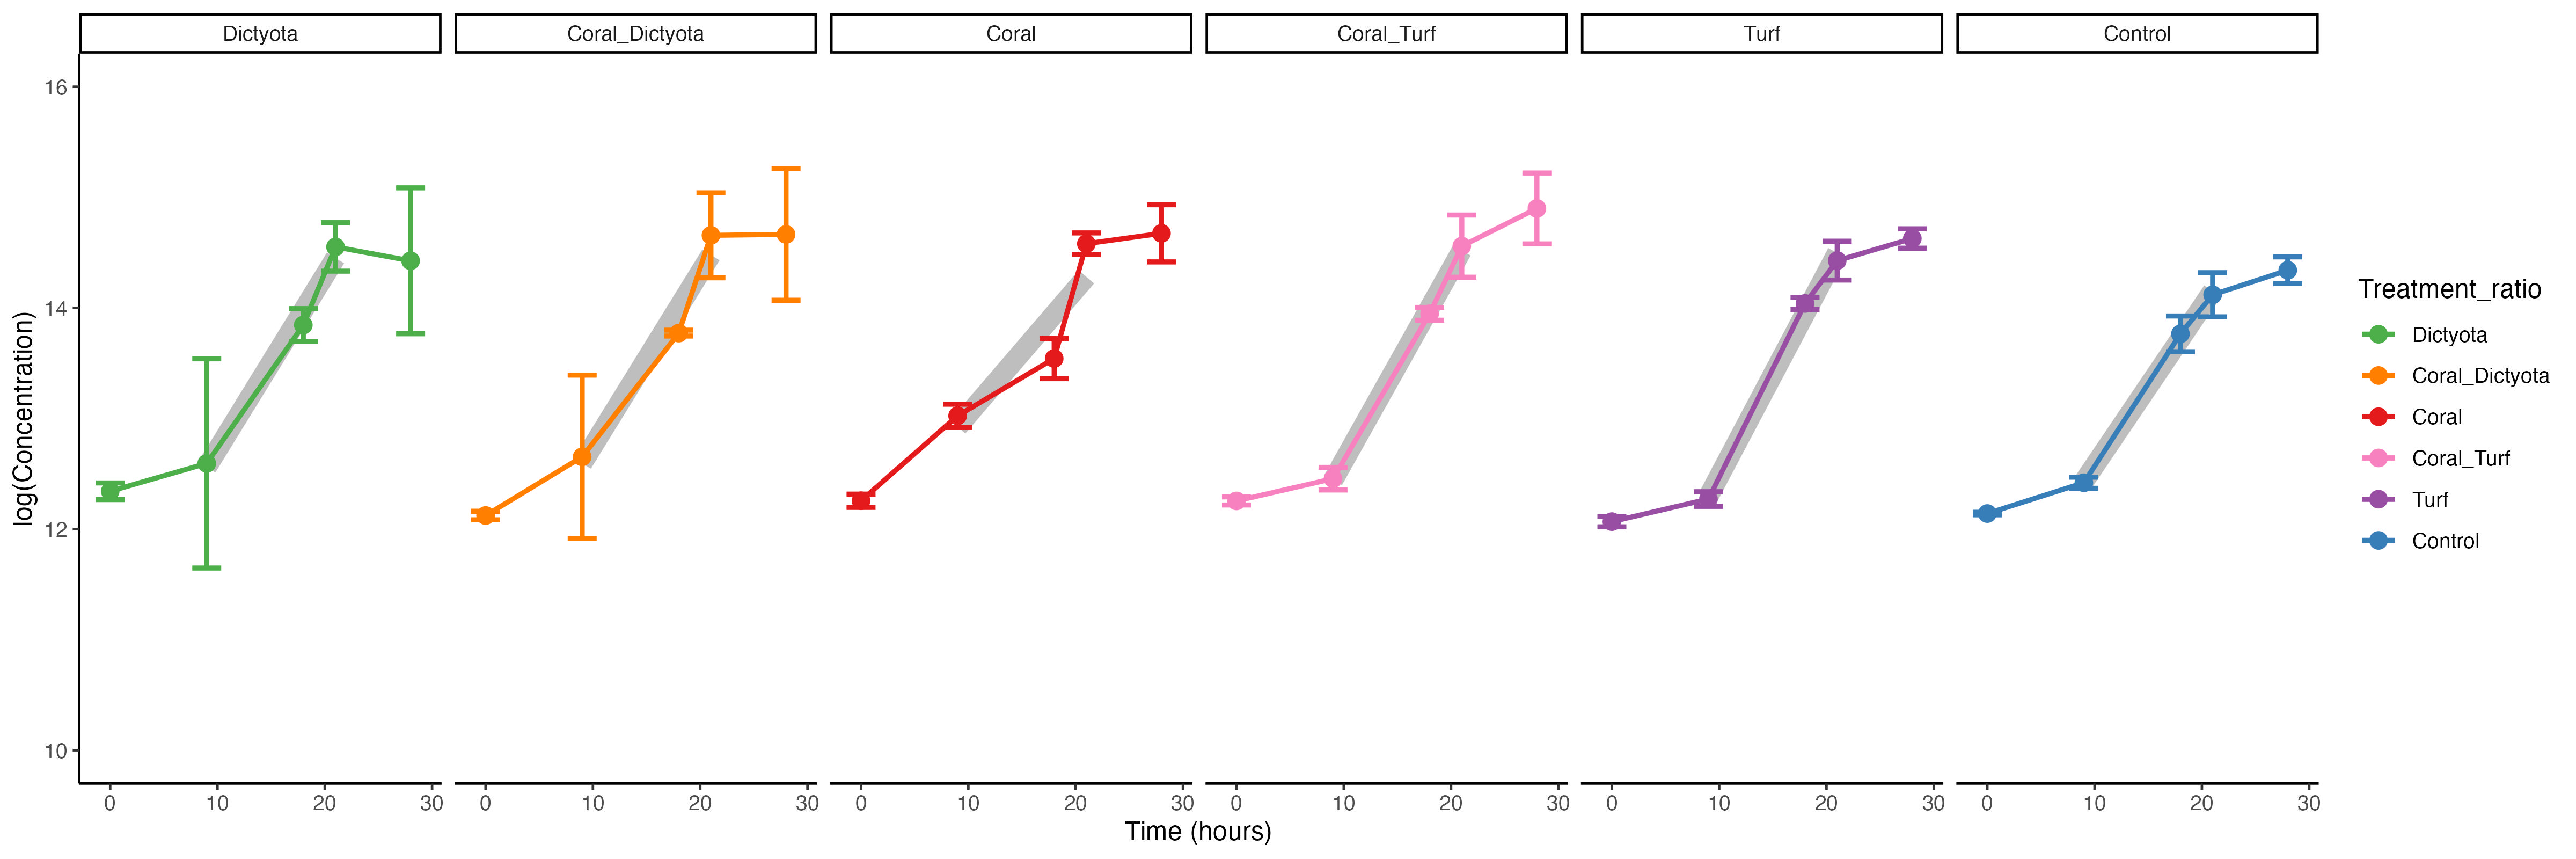 Dictyota Coral_Dictyota Coral Coral_Turf Turf Control
16
14
12
10
log(Concentration)
0 10 20 30 0 10 20 30 0 10 20 30 0 10 20 30 0 10 20 30 0 10 20 30
Time (hours)
Treatment_ratio
Dictyota
Coral_Dictyota
Coral
Coral_Turf
Turf
Control